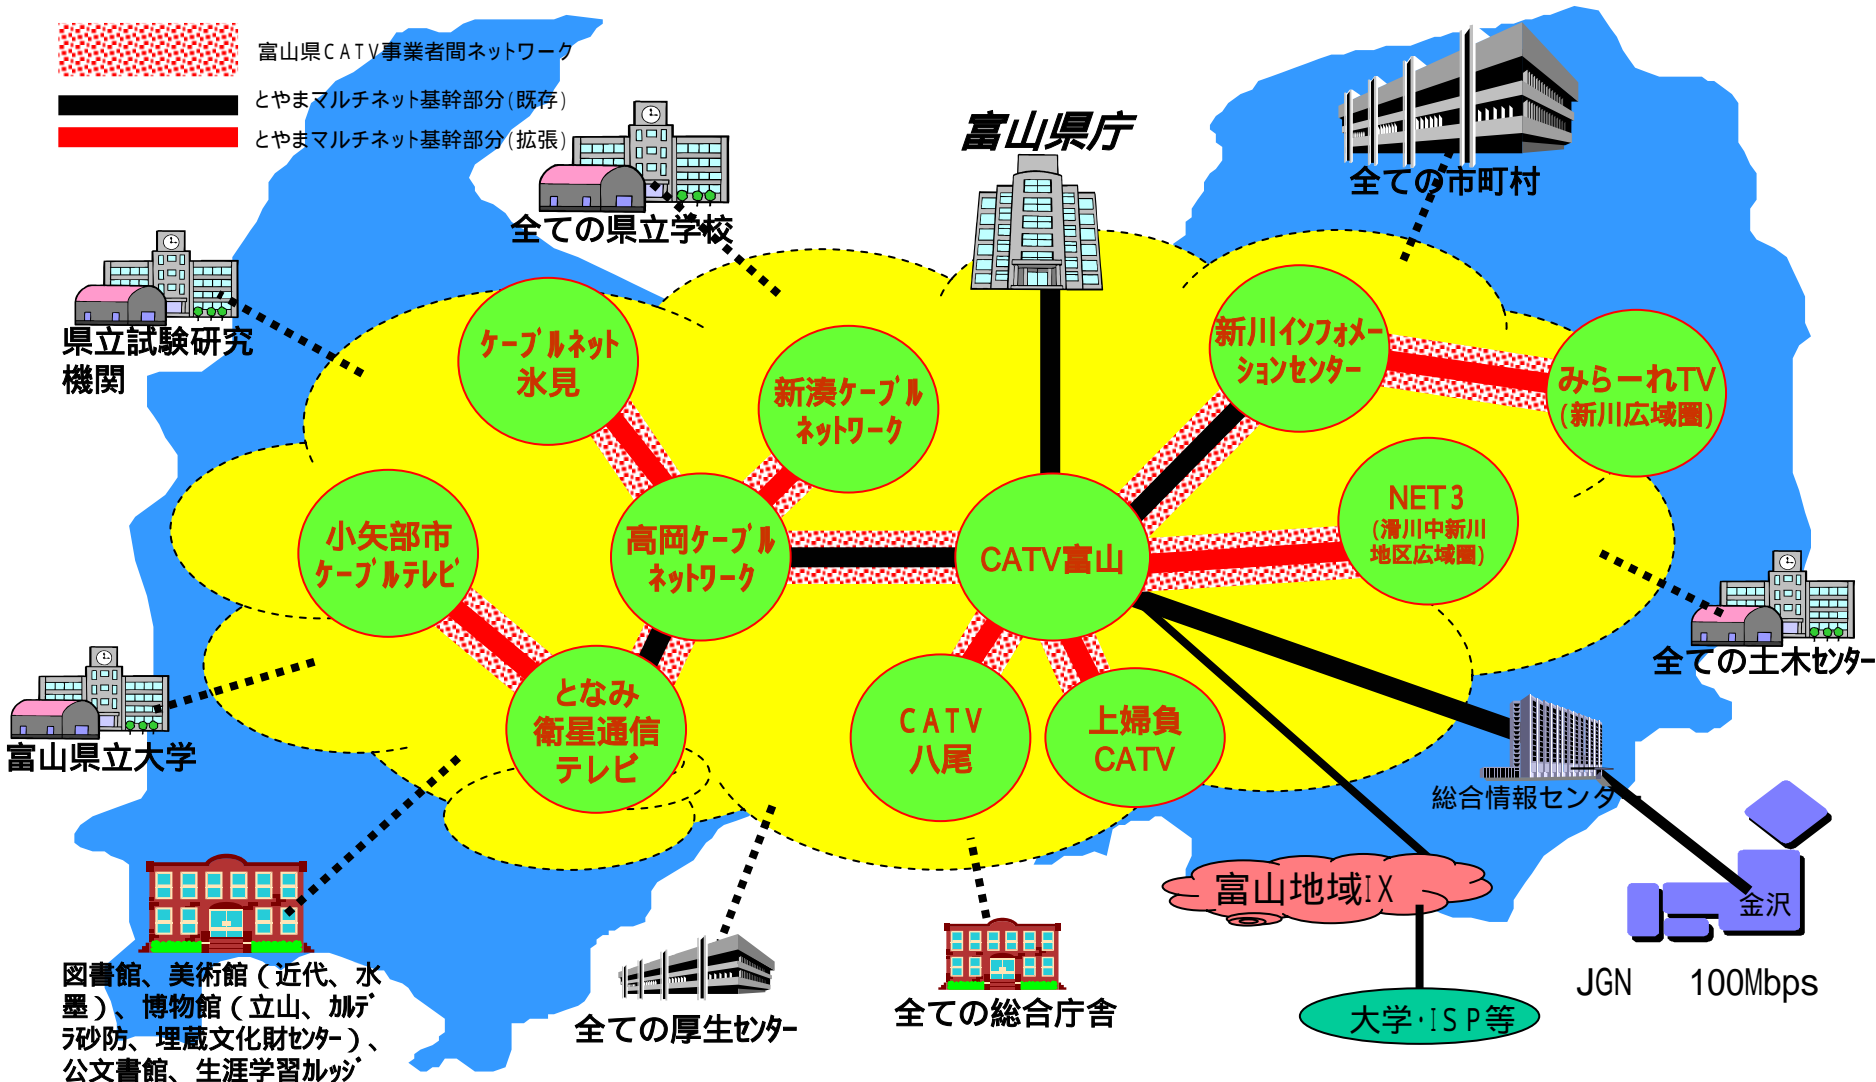 富山県CATV事業者間ネットワーク
とやまマルチネット基幹部分(既存)
とやまマルチネット基幹部分(拡張)
富山県庁
全ての市町村
全ての県立学校
県立試験研究
機関
ケーブルネット
氷見
新湊ケーブル
ネットワーク
新川インフォメー
ションセンター
みらーれTV
(新川広域圏)
小矢部市
ケーブルテレビ
高岡ケーブル
ネットワーク
CATV富山
NET3
(滑川中新川
地区広域圏)
全ての土木センター
富山県立大学
となみ
衛星通信
テレビ
CATV
八尾
上婦負
CATV
総合情報センター
富山地域IX
金沢
JGN 100Mbps
大学・ISP等
図書館、美術館(近代、水
墨)、博物館(立山、カルデ
ラ砂防、埋蔵文化財センター)、
公文書館、生涯学習カレッジ
全ての厚生センター
全ての総合庁舎